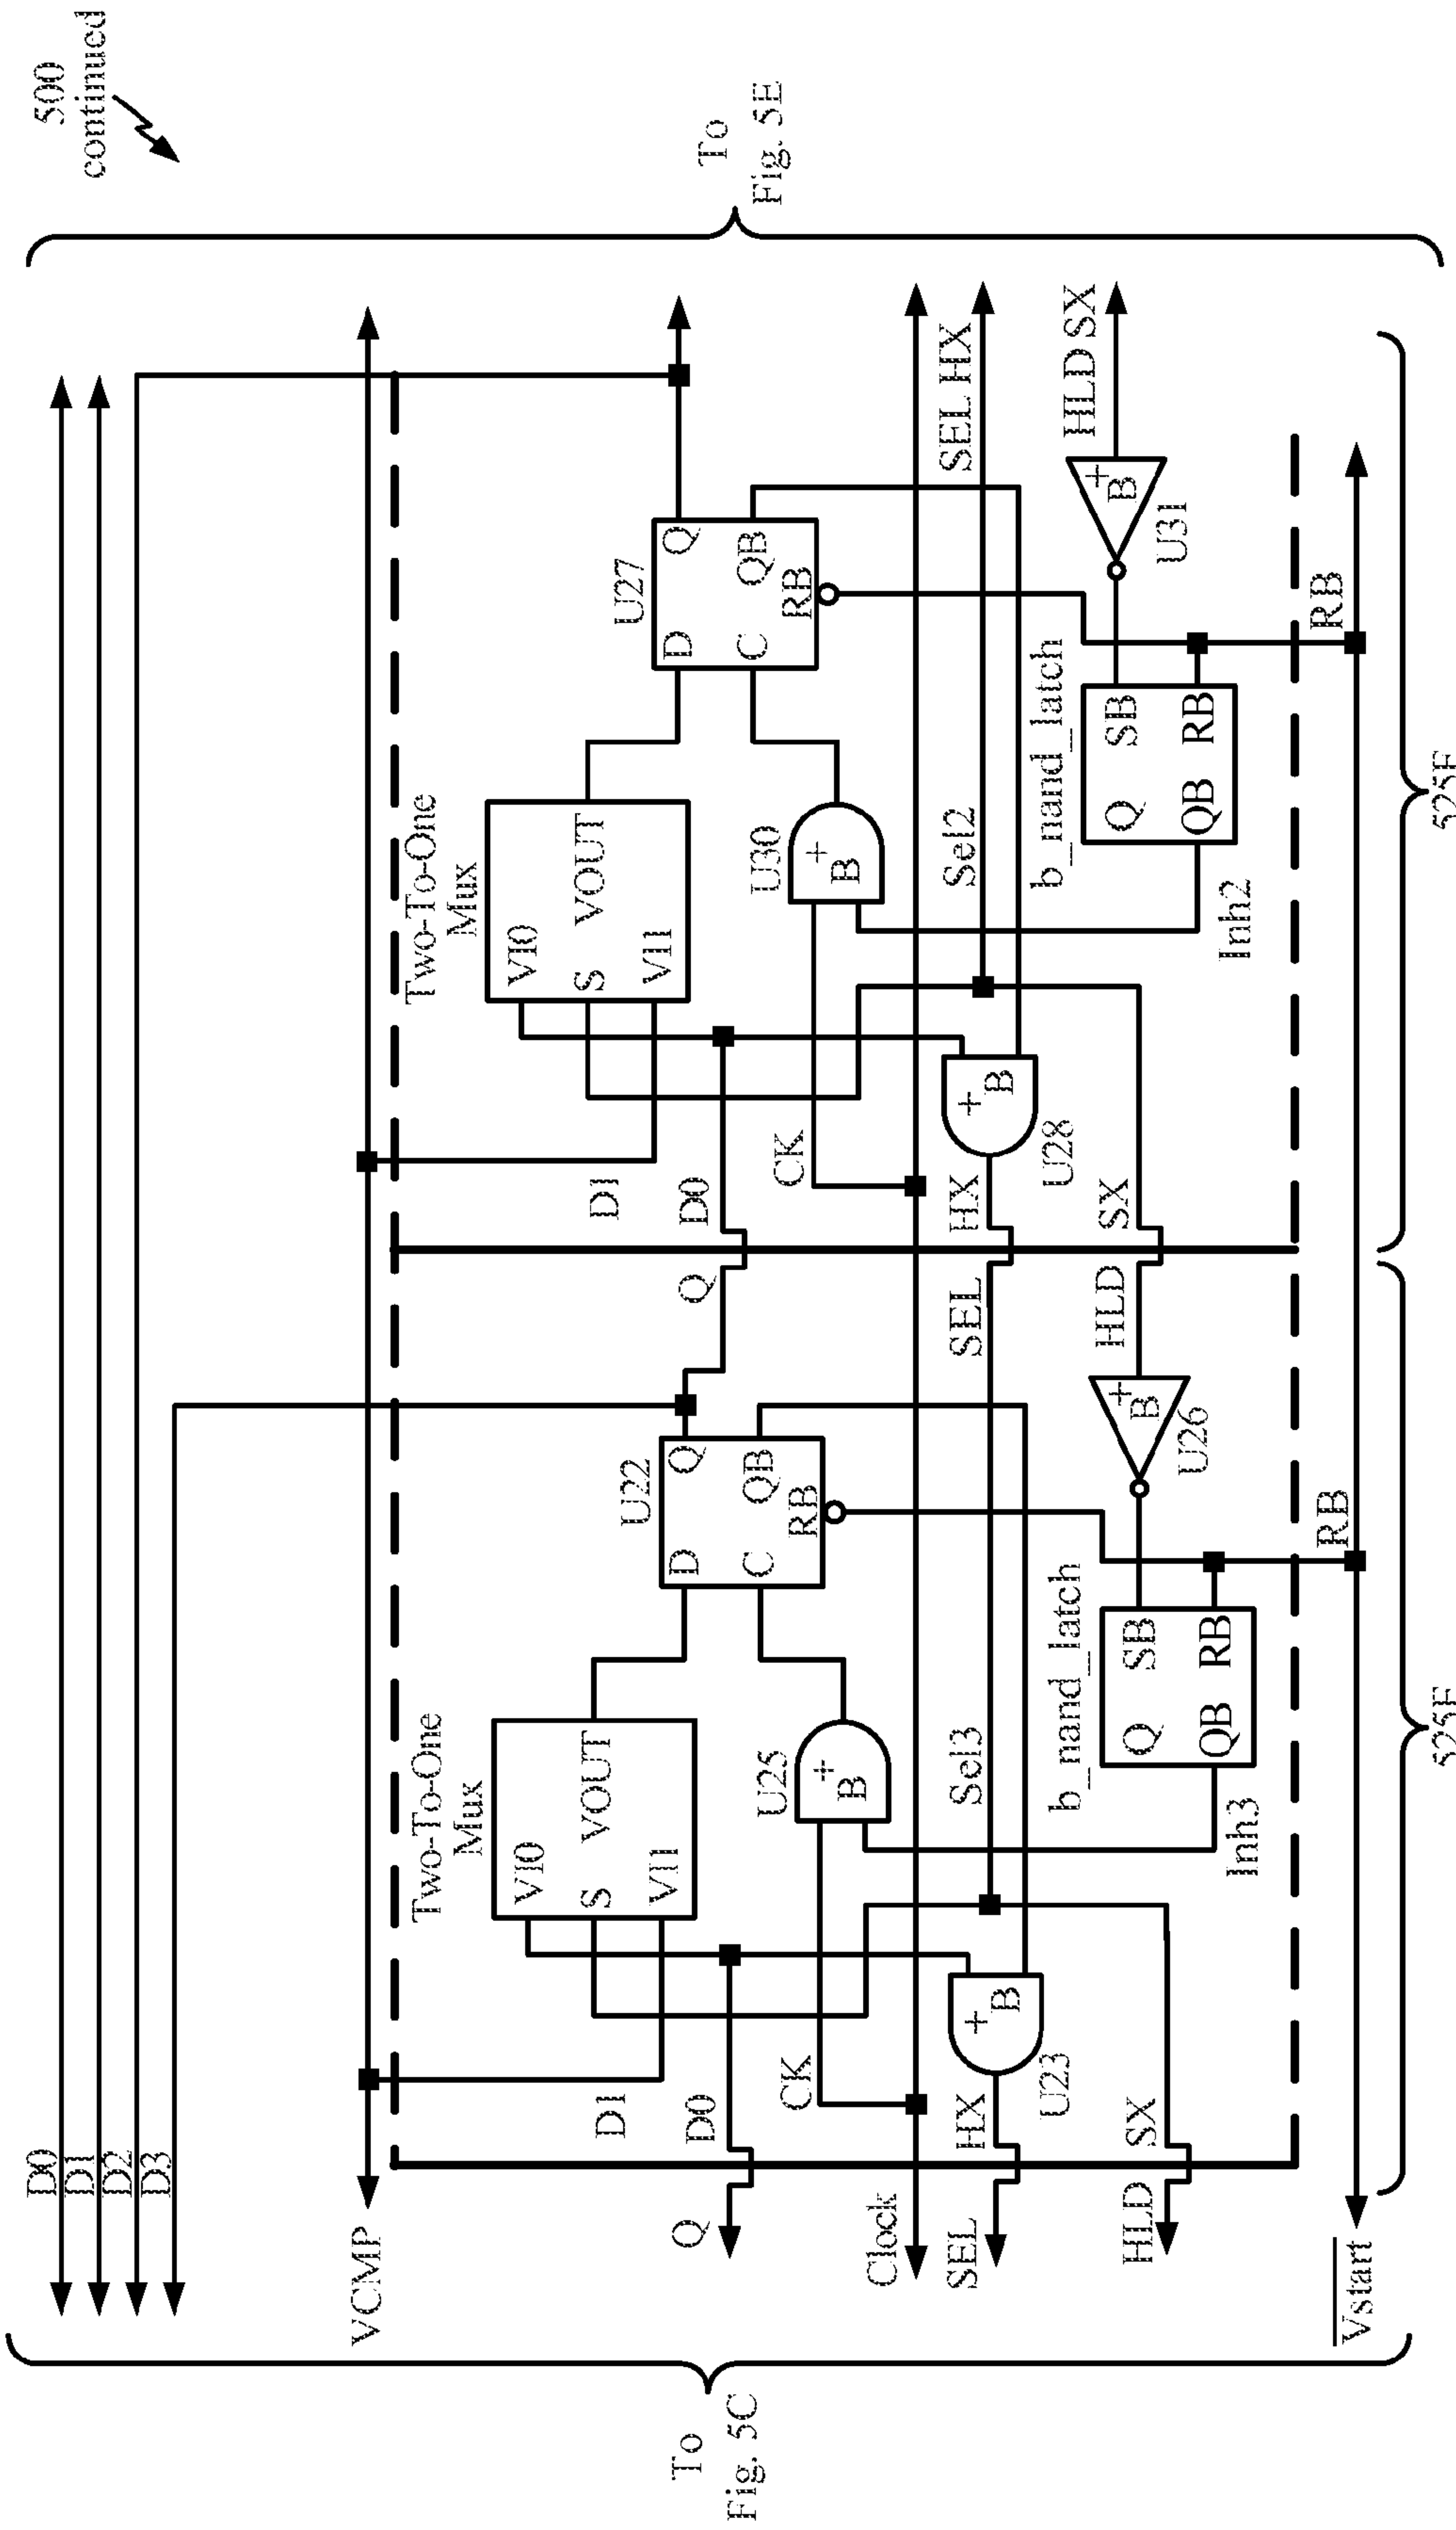 500
continued
To
Fig. 5E
To
Fig. 5C
D0
D1
D2
D3
VCMP
Q
Clock
SEL
HLD
Vstart
Two-To-One
Mux
VI0
S
VOUT
VI1
D1
D0
CK
HX
SX
U22
D
Q
C
QB
RB
U25
+
B
U23
+
B
Sel3
b_nand_latch
Q
SB
QB
RB
Inh3
U26
+
B
RB
525F
Q
SEL
HLD
Two-To-One
Mux
VI0
S
VOUT
VI1
D1
D0
CK
HX
SX
U27
D
Q
C
QB
RB
U30
+
B
U28
+
B
Sel2
b_nand_latch
Q
SB
QB
RB
Inh2
U31
+
B
RB
SEL HX
HLD SX